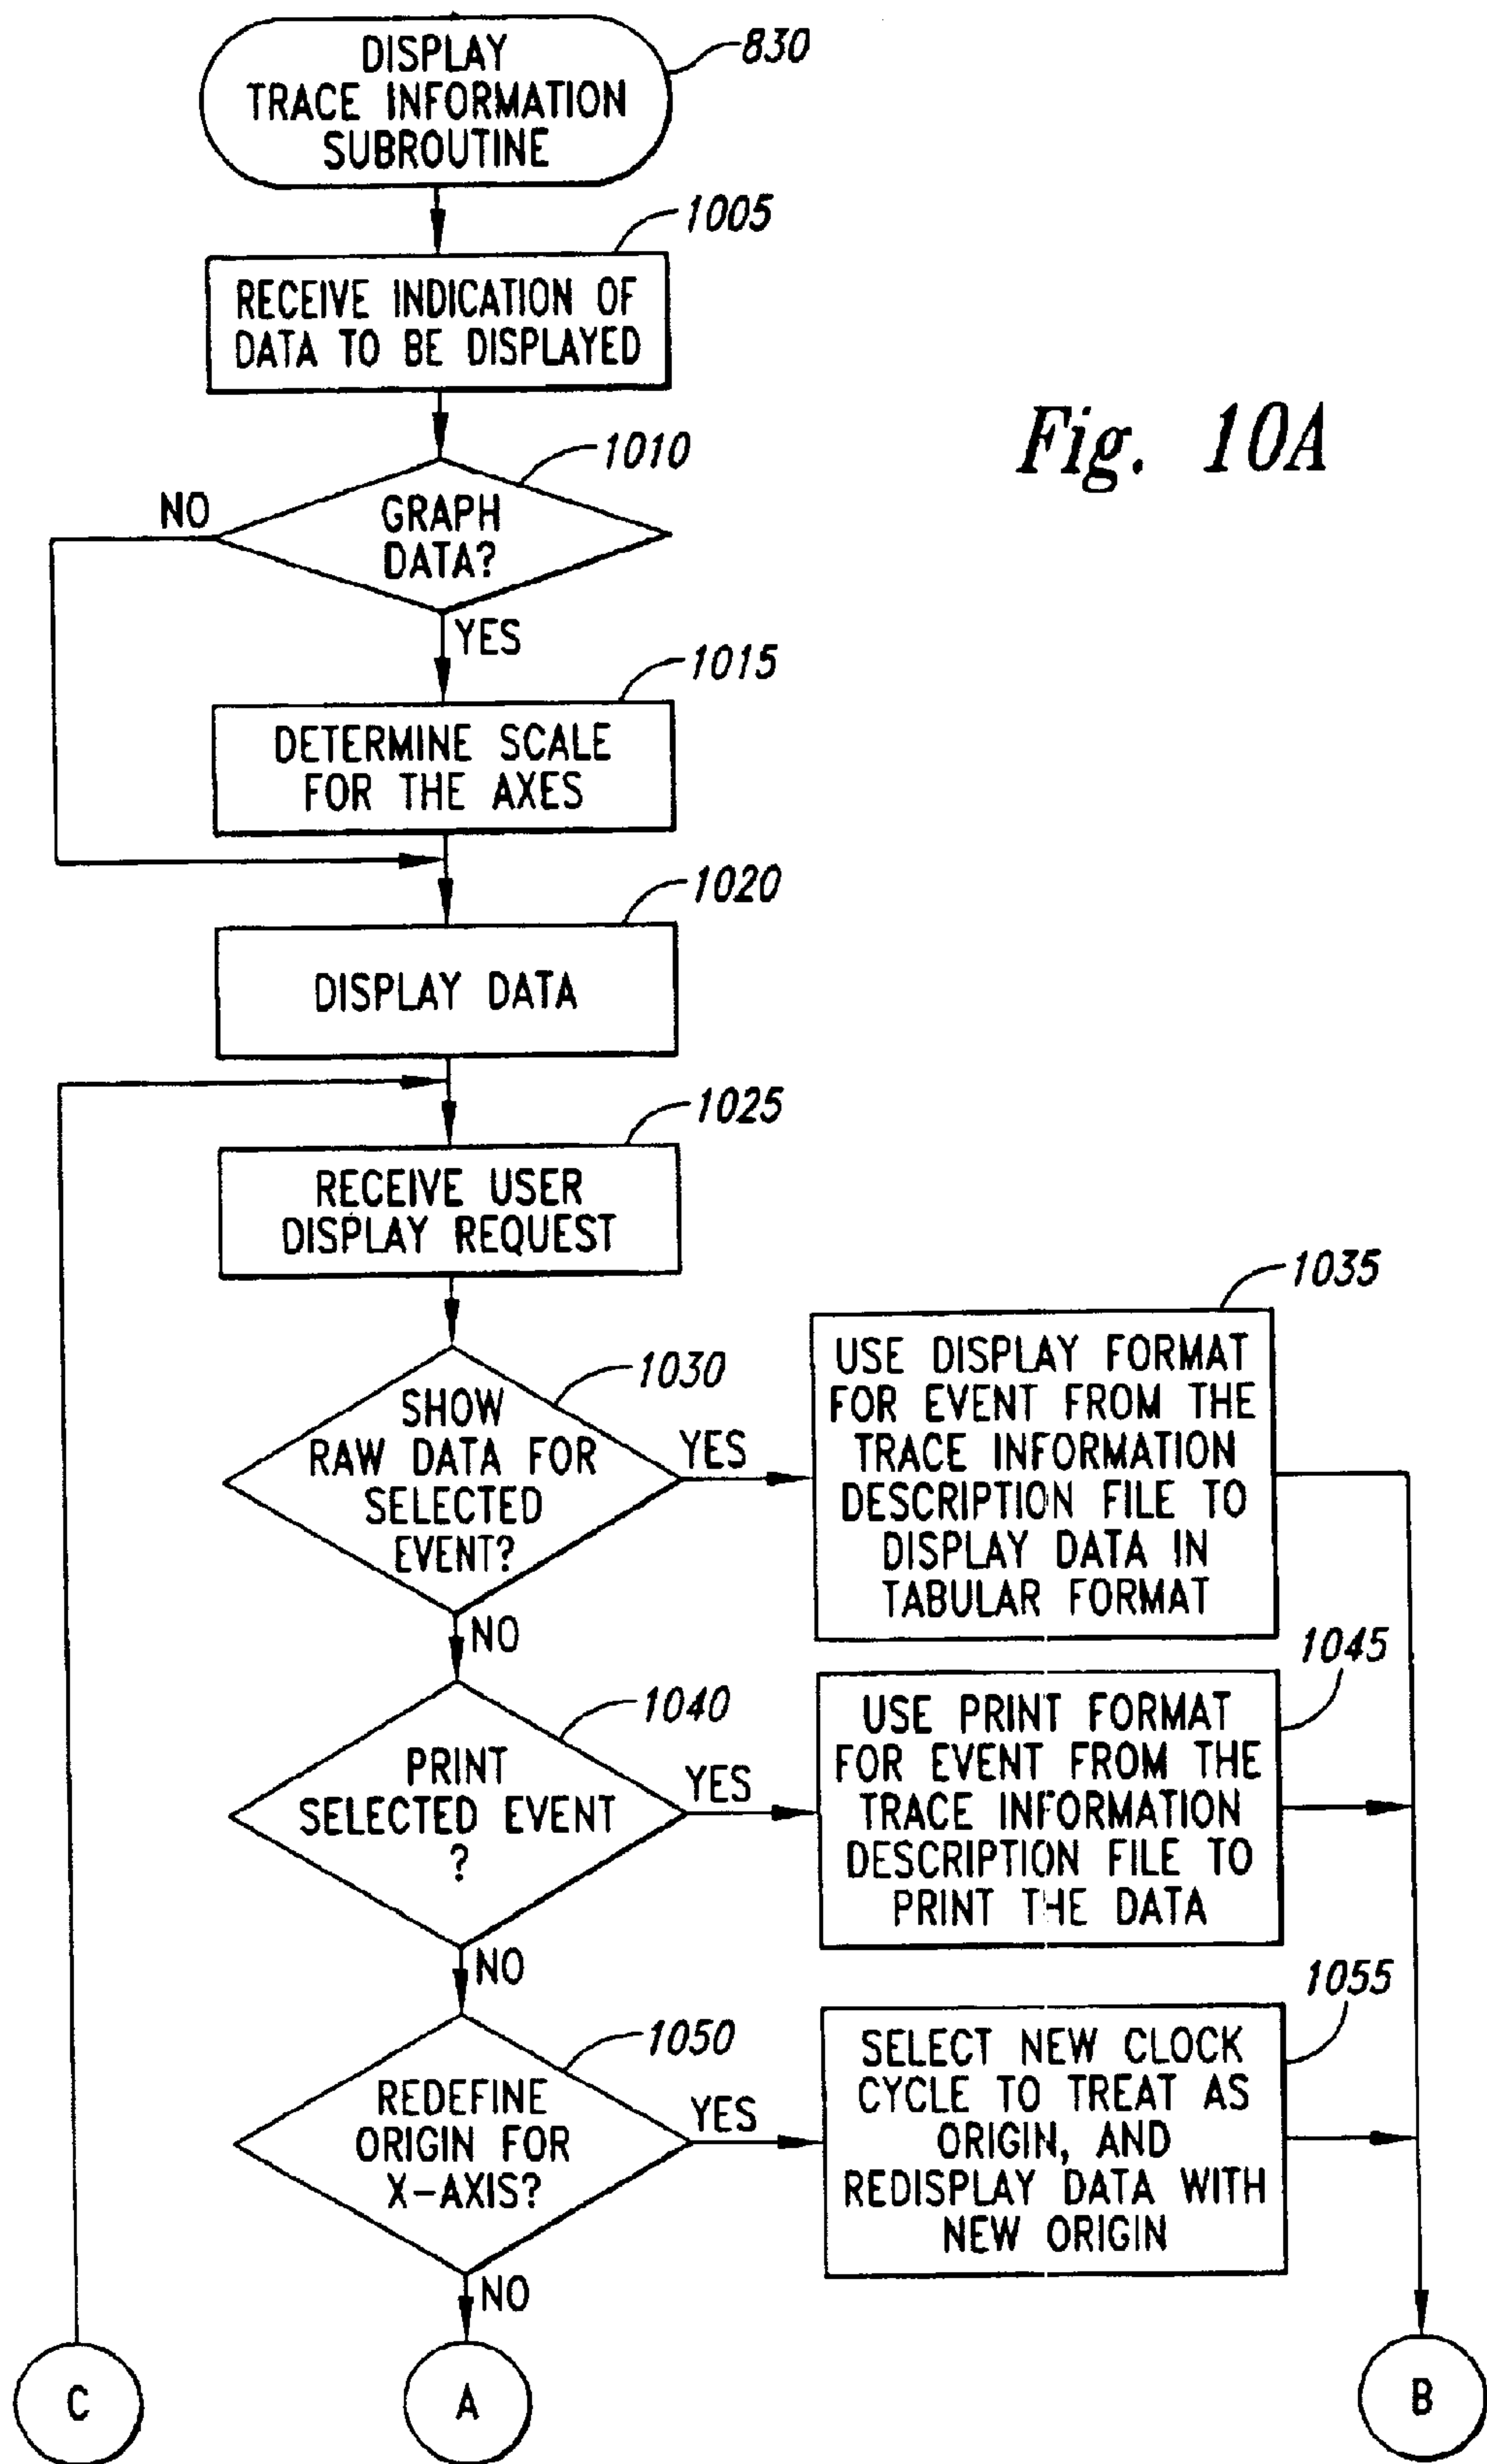 DISPLAY
TRACE INFORMATION
SUBROUTINE
830
1005
RECEIVE INDICATION OF
DATA TO BE DISPLAYED
Fig. 10A
1010
NO
GRAPH
DATA?
YES
1015
DETERMINE SCALE
FOR THE AXES
1020
DISPLAY DATA
1025
RECEIVE USER
DISPLAY REQUEST
1030
SHOW
RAW DATA FOR
SELECTED
EVENT?
YES
1035
USE DISPLAY FORMAT
FOR EVENT FROM THE
TRACE INFORMATION
DESCRIPTION FILE TO
DISPLAY DATA IN
TABULAR FORMAT
NO
1040
PRINT
SELECTED EVENT
?
YES
1045
USE PRINT FORMAT
FOR EVENT FROM THE
TRACE INFORMATION
DESCRIPTION FILE TO
PRINT THE DATA
NO
1050
REDEFINE
ORIGIN FOR
X-AXIS?
YES
1055
SELECT NEW CLOCK
CYCLE TO TREAT AS
ORIGIN, AND
REDISPLAY DATA WITH
NEW ORIGIN
NO
C
A
B